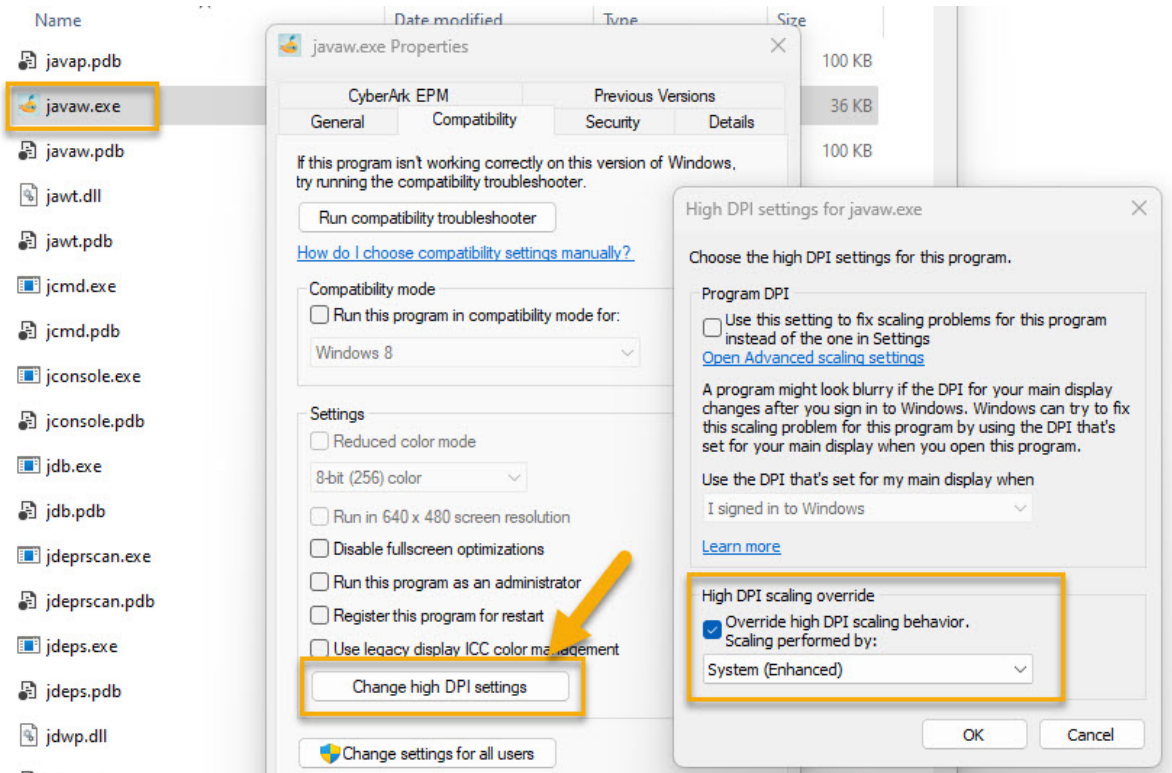 Name Date modified Type Size
javap.pdb 100 KB
javaw.exe 36 KB
javaw.pdb 100 KB
jawt.dll
jawt.pdb
jcmd.exe
jcmd.pdb
jconsole.exe
jconsole.pdb
jdb.exe
jdb.pdb
jdeprscan.exe
jdeprscan.pdb
jdeps.exe
jdeps.pdb
jdwp.dll
javaw.exe Properties
CyberArk EPM Previous Versions
General Compatibility Security Details
If this program isn't working correctly on this version of Windows,
try running the compatibility troubleshooter.
Run compatibility troubleshooter
How do I choose compatibility settings manually?
Compatibility mode
Run this program in compatibility mode for:
Windows 8
Settings
Reduced color mode
8-bit (256) color
Run in 640 x 480 screen resolution
Disable fullscreen optimizations
Run this program as an administrator
Register this program for restart
Use legacy display ICC color management
Change high DPI settings
Change settings for all users
High DPI settings for javaw.exe
Choose the high DPI settings for this program.
Program DPI
Use this setting to fix scaling problems for this program
instead of the one in Settings
Open Advanced scaling settings
A program might look blurry if the DPI for your main display
changes after you sign in to Windows. Windows can try to fix
this scaling problem for this program by using the DPI that's
set for your main display when you open this program.
Use the DPI that's set for my main display when
I signed in to Windows
Learn more
High DPI scaling override
Override high DPI scaling behavior.
Scaling performed by:
System (Enhanced)
OK Cancel